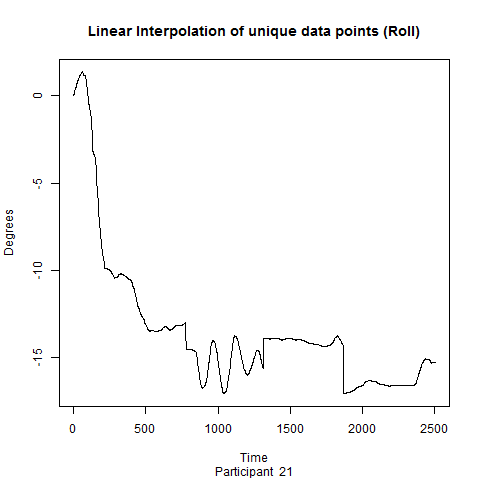 Linear Interpolation of unique data points (Roll)
Degrees
0
-5
-10
-15
0 500 1000 1500 2000 2500
Time
Participant 21